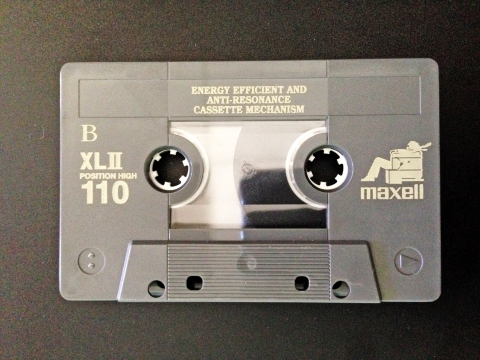 ENERGY EFFICIENT AND
ANTI-RESONANCE
CASSETTE MECHANISM
B
XLII
POSITION HIGH
110
maxell